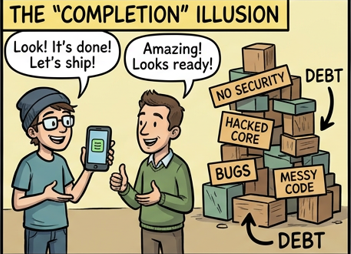 THE "COMPLETION" ILLUSION
Look! It's done!
Let's ship!
Amazing!
Looks ready!
NO SECURITY
DEBT
HACKED
CORE
BUGS
MESSY
CODE
DEBT